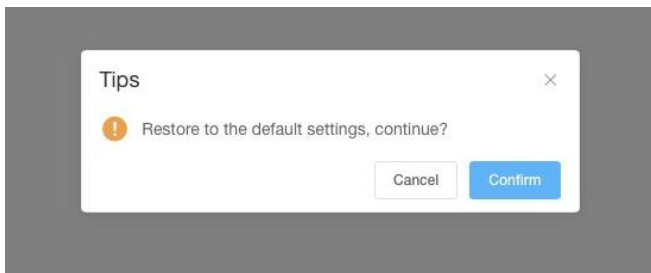 Tips
Restore to the default settings, continue?
Cancel Confirm